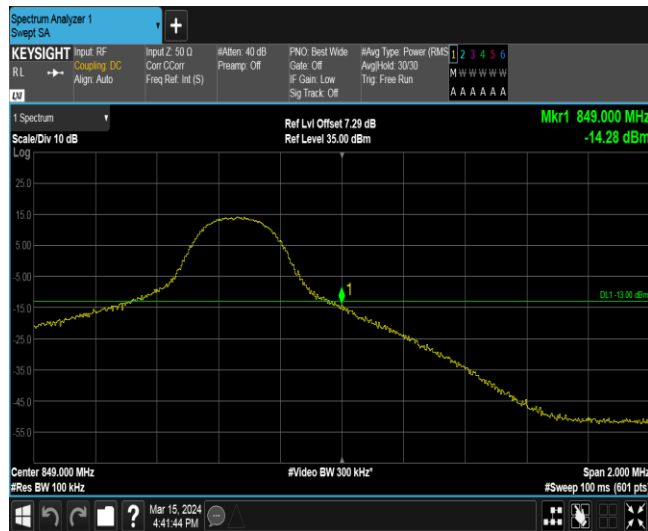 Spectrum Analyzer 1
Swept SA
+
KEYSIGHT
RL
LXI
Input: RF
Coupling: DC
Align: Auto
Input Z: 50 Ω
Corr CCorr
Freq Ref: Int (S)
#Atten: 40 dB
Preamp: Off
PNO: Best Wide
Gate: Off
IF Gain: Low
Sig Track: Off
#Avg Type: Power (RMS
Avg|Hold: 30/30
Trig: Free Run
1 2 3 4 5 6
M W W W W W
A A A A A A
1 Spectrum
Scale/Div 10 dB
Ref Lvl Offset 7.29 dB
Ref Level 35.00 dBm
Mkr1 849.000 MHz
-14.28 dBm
Log
25.0
15.0
5.00
-5.00
-15.0
-25.0
-35.0
-45.0
-55.0
1
DL1 -13.00 dBm
Center 849.000 MHz
#Res BW 100 kHz
#Video BW 300 kHz*
Span 2.000 MHz
#Sweep 100 ms (601 pts)
?
Mar 15, 2024
4:41:44 PM